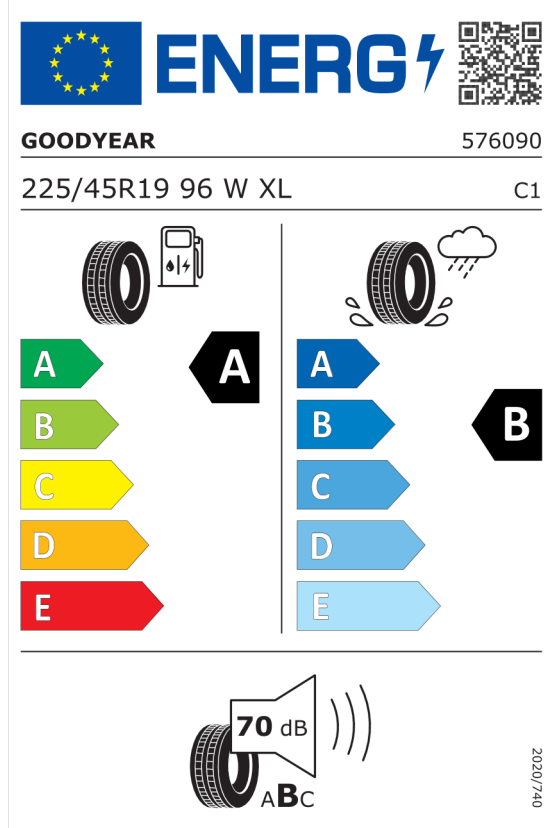 ENERG
GOODYEAR 576090
225/45R19 96 W XL C1
A A
B
C
D
E
A
B B
C
D
E
70 dB
ABC
2020/740